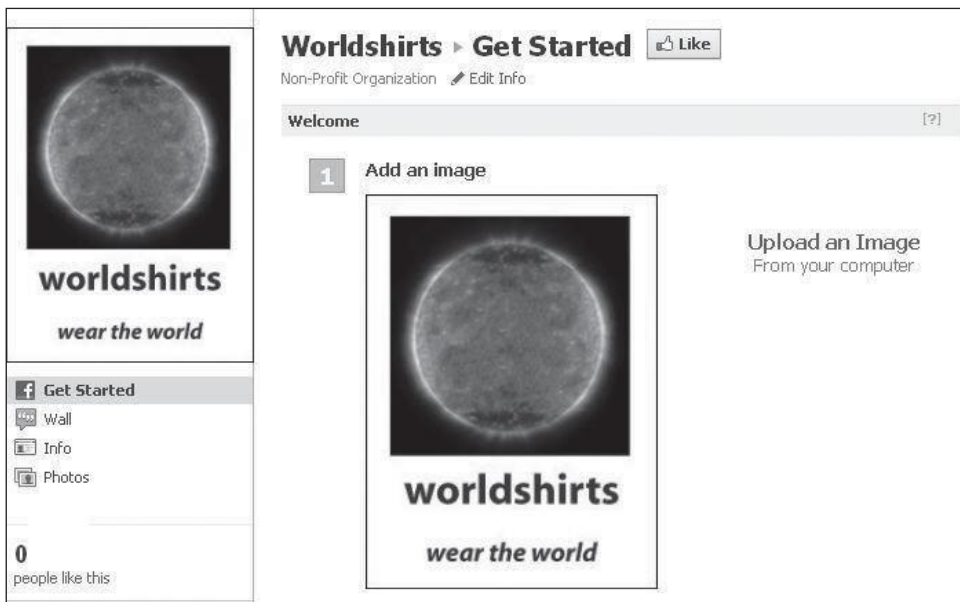 worldshirts
wear the world
Get Started
Wall
Info
Photos
0
people like this
Worldshirts ▸ Get Started Like
Non-Profit Organization Edit Info
Welcome [?]
1 Add an image
worldshirts
wear the world
Upload an Image
From your computer